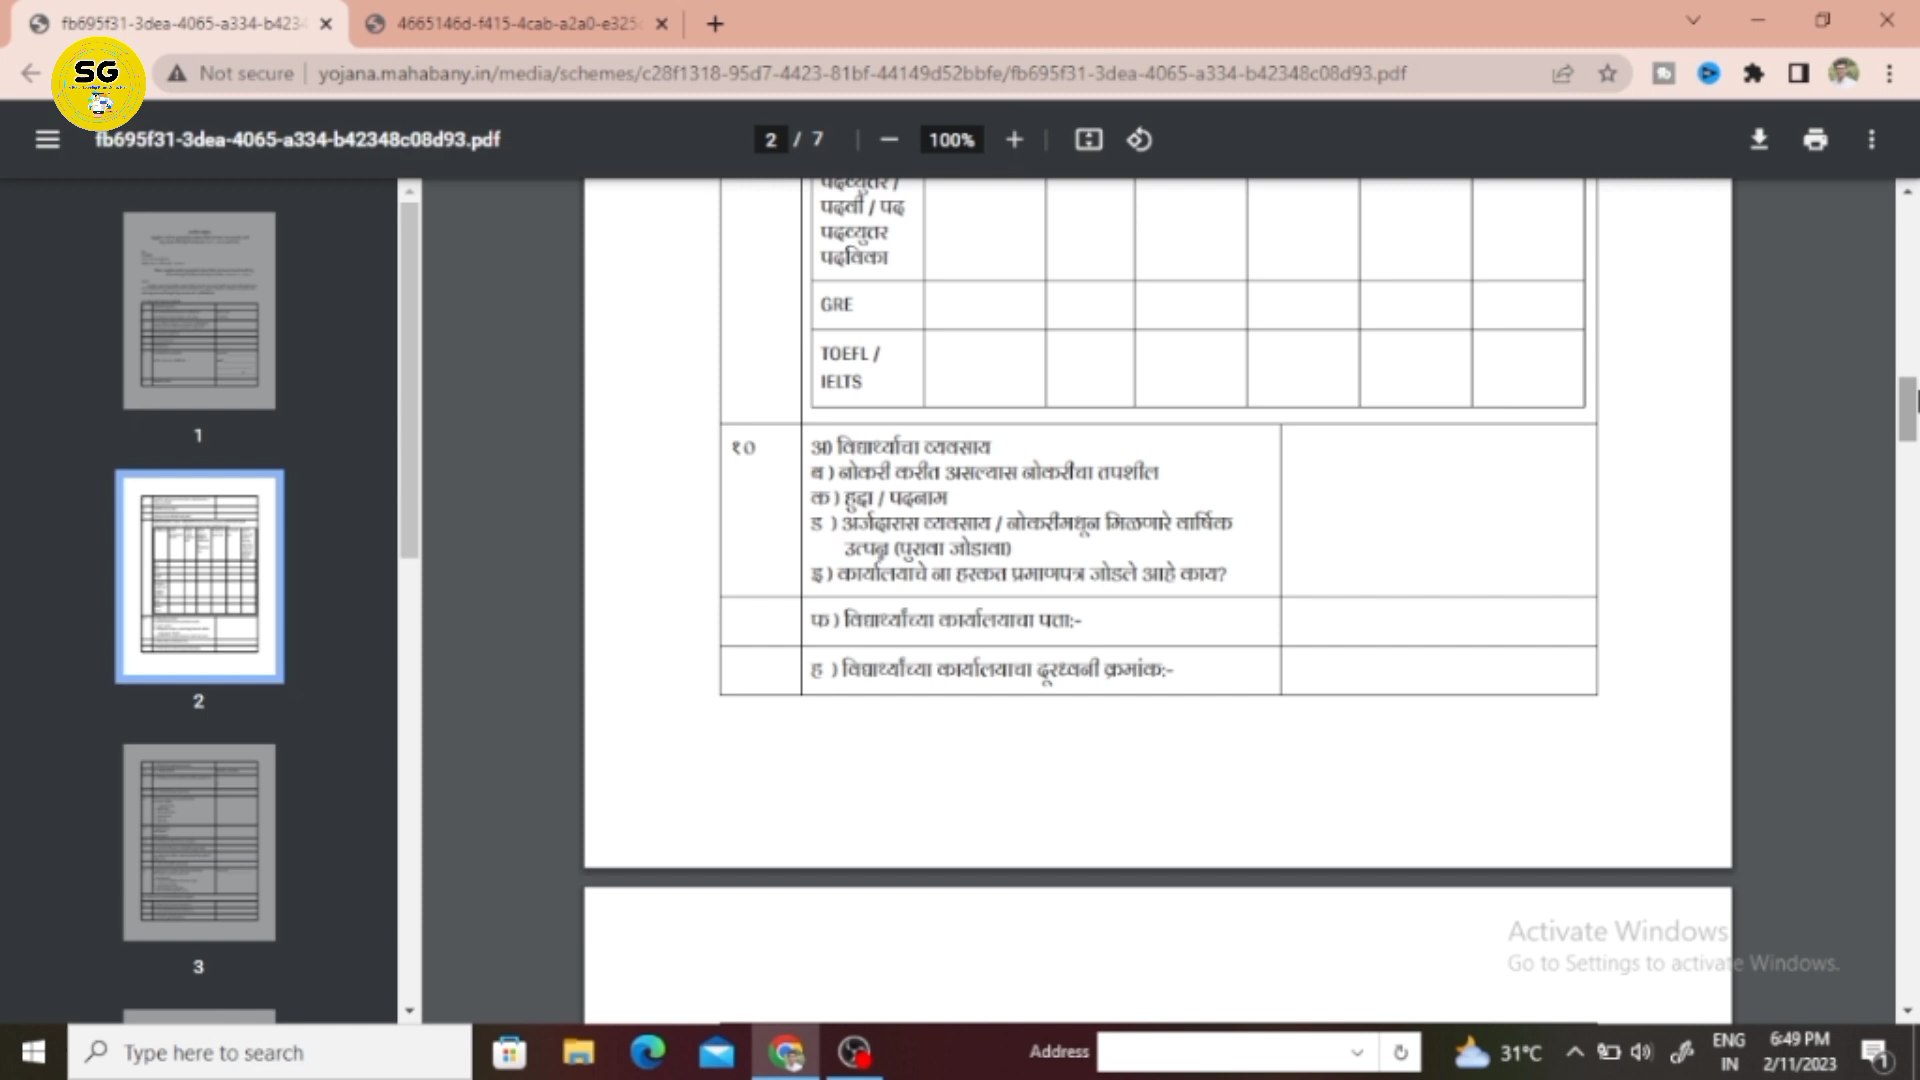 fb695f31-3dea-4065-a334-b423
4665146d-f415-4cab-a2a0-e325
SG
Not secure
yojana.mahabany.in/media/schemes/c28f1318-95d7-4423-81bf-44149d52bbfe/fb695f31-3dea-4065-a334-b42348c08d93.pdf
fb695f31-3dea-4065-a334-b42348c08d93.pdf
2 / 7
100%
पदव्युतर /
पदवी / पद
पदव्युतर
पदविका
GRE
TOEFL /
IELTS
१०
अ) विद्यार्थ्याचा व्यवसाय
ब ) नोकरी करीत असल्यास नोकरीचा तपशील
क ) हुद्दा / पदनाम
ड ) अर्जदारास व्यवसाय / नोकरीमधून मिळणारे वार्षिक
उत्पन्न (पुरावा जोडावा)
इ ) कार्यालयाचे ना हरकत प्रमाणपत्र जोडले आहे काय?
फ ) विद्यार्थ्यांच्या कार्यालयाचा पत्ता:-
ह ) विद्यार्थ्यांच्या कार्यालयाचा दूरध्वनी क्रमांक:-
1
2
3
Activate Windows
Go to Settings to activate Windows.
Type here to search
Address
31°C
ENG
IN
6:49 PM
2/11/2023
1